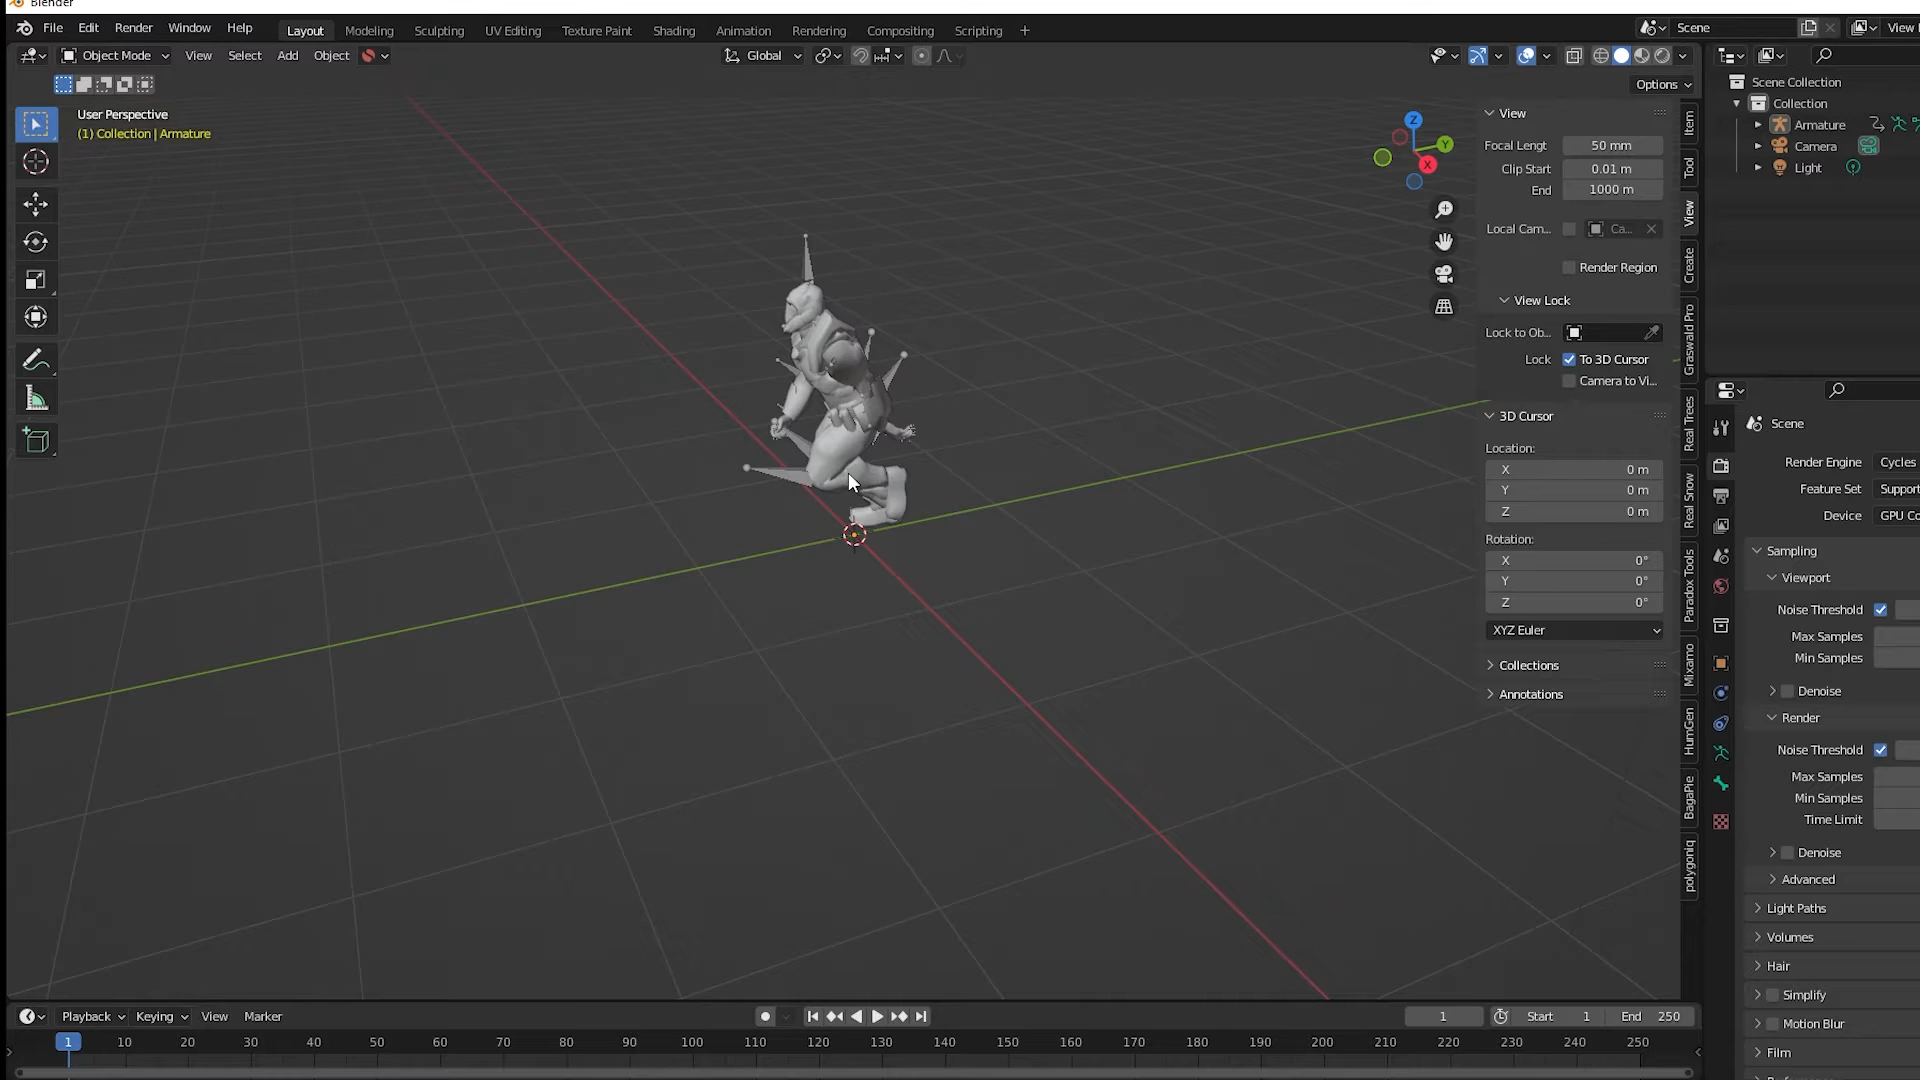 Blender
File Edit Render Window Help Layout Modeling Sculpting UV Editing Texture Paint Shading Animation Rendering Compositing Scripting + Scene
Object Mode View Select Add Object Global
Options
User Perspective
(1) Collection | Armature
Z
Y
X
View
Focal Lengt 50 mm
Clip Start 0.01 m
End 1000 m
Local Cam... Ca...
Render Region
View Lock
Lock to Ob...
Lock To 3D Cursor
Camera to Vi...
3D Cursor
Location:
X 0 m
Y 0 m
Z 0 m
Rotation:
X 0°
Y 0°
Z 0°
XYZ Euler
Collections
Annotations
Item
Tool
View
Create
Graswald Pro
Real Trees
Real Snow
Paradox Tools
Mixamo
HumGen
BagaPie
polygoniq
Scene Collection
Collection
Armature
Camera
Light
Scene
Render Engine Cycles
Feature Set Support
Device GPU Co
Sampling
Viewport
Noise Threshold
Max Samples
Min Samples
Denoise
Render
Noise Threshold
Max Samples
Min Samples
Time Limit
Denoise
Advanced
Light Paths
Volumes
Hair
Simplify
Motion Blur
Film
Playback Keying View Marker 1 Start 1 End 250
1 10 20 30 40 50 60 70 80 90 100 110 120 130 140 150 160 170 180 190 200 210 220 230 240 250